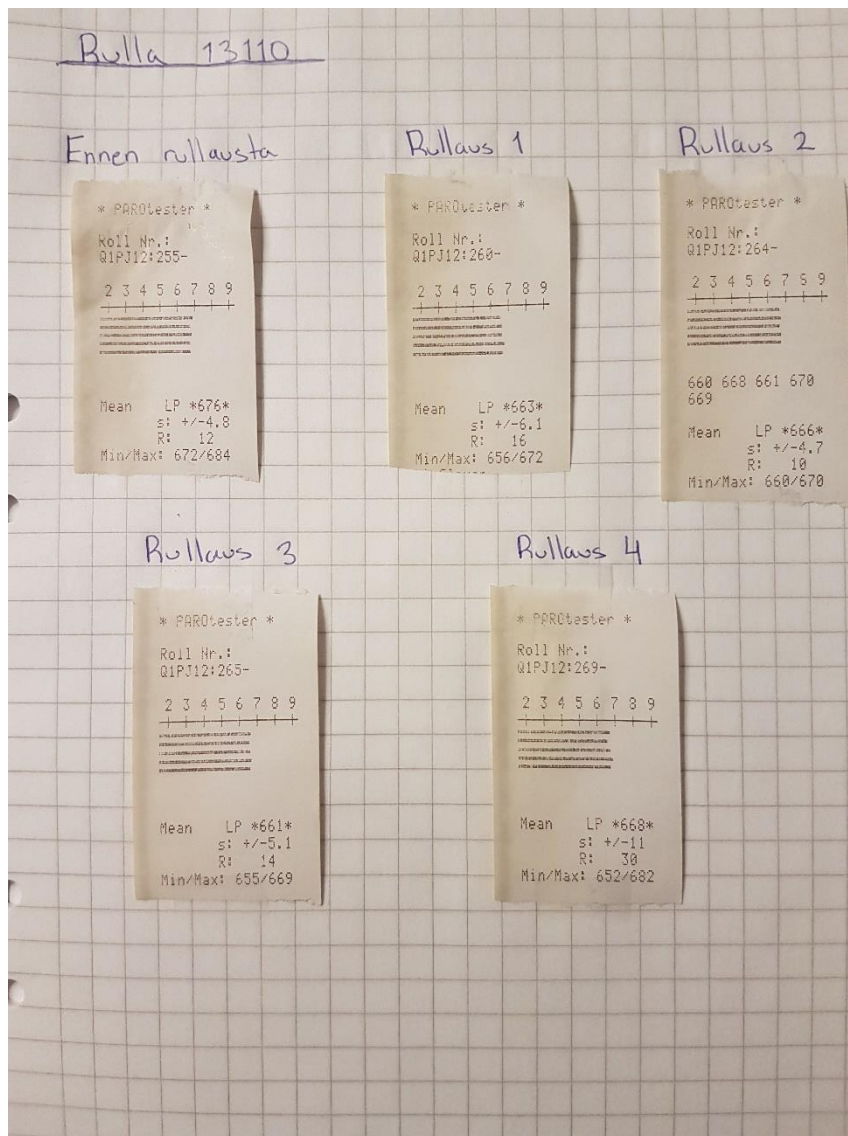 Rulla 13110
Ennen rullausta
* PAROtester *
Roll Nr.:
Q1PJ12:255-
2 3 4 5 6 7 8 9
Mean LP *676*
s: +/-4.8
R: 12
Min/Max: 672/684
Rullaus 1
* PAROtester *
Roll Nr.:
Q1PJ12:260-
2 3 4 5 6 7 8 9
Mean LP *663*
s: +/-6.1
R: 16
Min/Max: 656/672
Rullaus 2
* PAROtester *
Roll Nr.:
Q1PJ12:264-
2 3 4 5 6 7 8 9
660 668 661 670
669
Mean LP *666*
s: +/-4.7
R: 10
Min/Max: 660/670
Rullaus 3
* PAROtester *
Roll Nr.:
Q1PJ12:265-
2 3 4 5 6 7 8 9
Mean LP *661*
s: +/-5.1
R: 14
Min/Max: 655/669
Rullaus 4
* PAROtester *
Roll Nr.:
Q1PJ12:269-
2 3 4 5 6 7 8 9
Mean LP *668*
s: +/-11
R: 30
Min/Max: 652/682